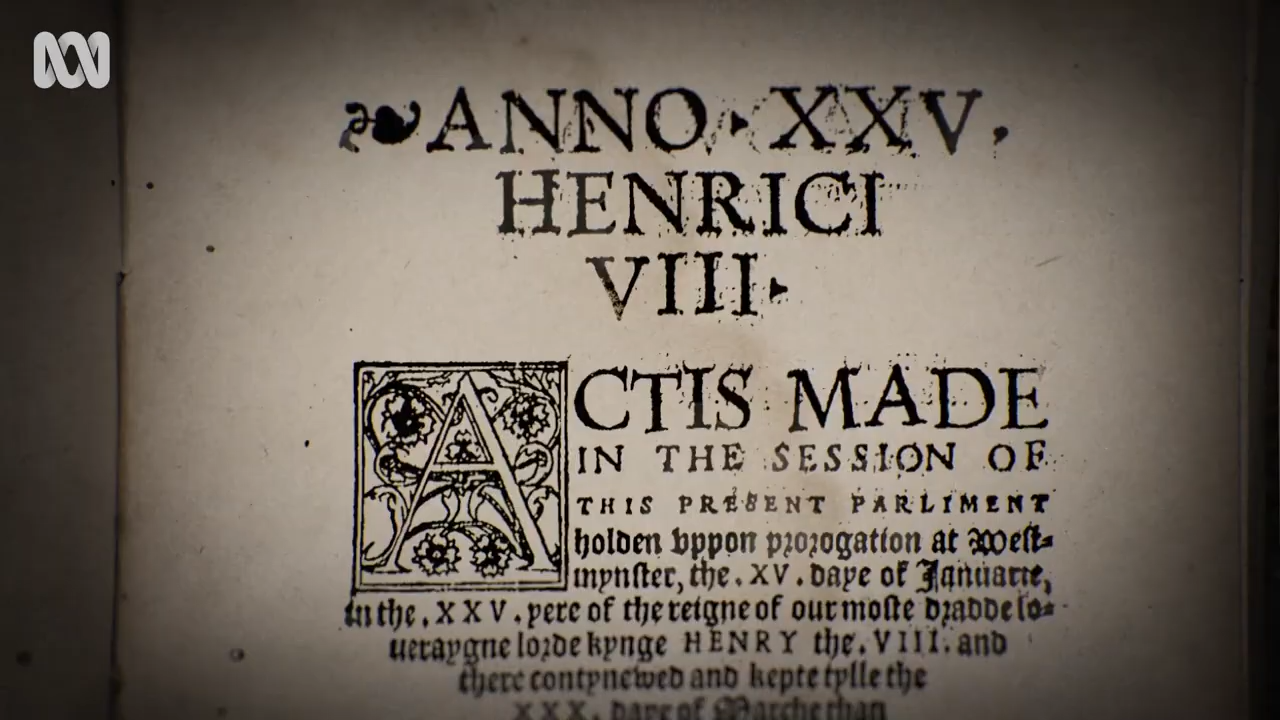 ❧ANNO▸XXV.
HENRICI
VIII▸
ACTIS MADE
IN THE SESSION OF
THIS PRESENT PARLIMENT
holden vppon prorogation at West=
mynster, the. XV. daye of Januarie,
in the. XXV. yere of the reigne of our moste dradde so=
ueraygne lorde kynge HENRY the. VIII. and
there contynewed and kepte tylle the
XXX. daye of Marche than